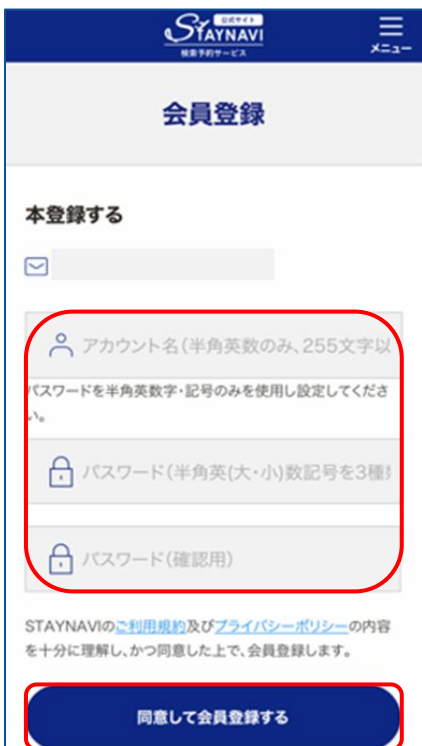 公式サイト
STAYNAVI
検索予約サービス
メニュー
会員登録
本登録する
アカウント名(半角英数のみ、255文字以
パスワードを半角英数字・記号のみを使用し設定してくださ
い。
パスワード(半角英(大・小)数記号を3種
パスワード(確認用)
STAYNAVIのご利用規約及びプライバシーポリシーの内容
を十分に理解し、かつ同意した上で、会員登録します。
同意して会員登録する